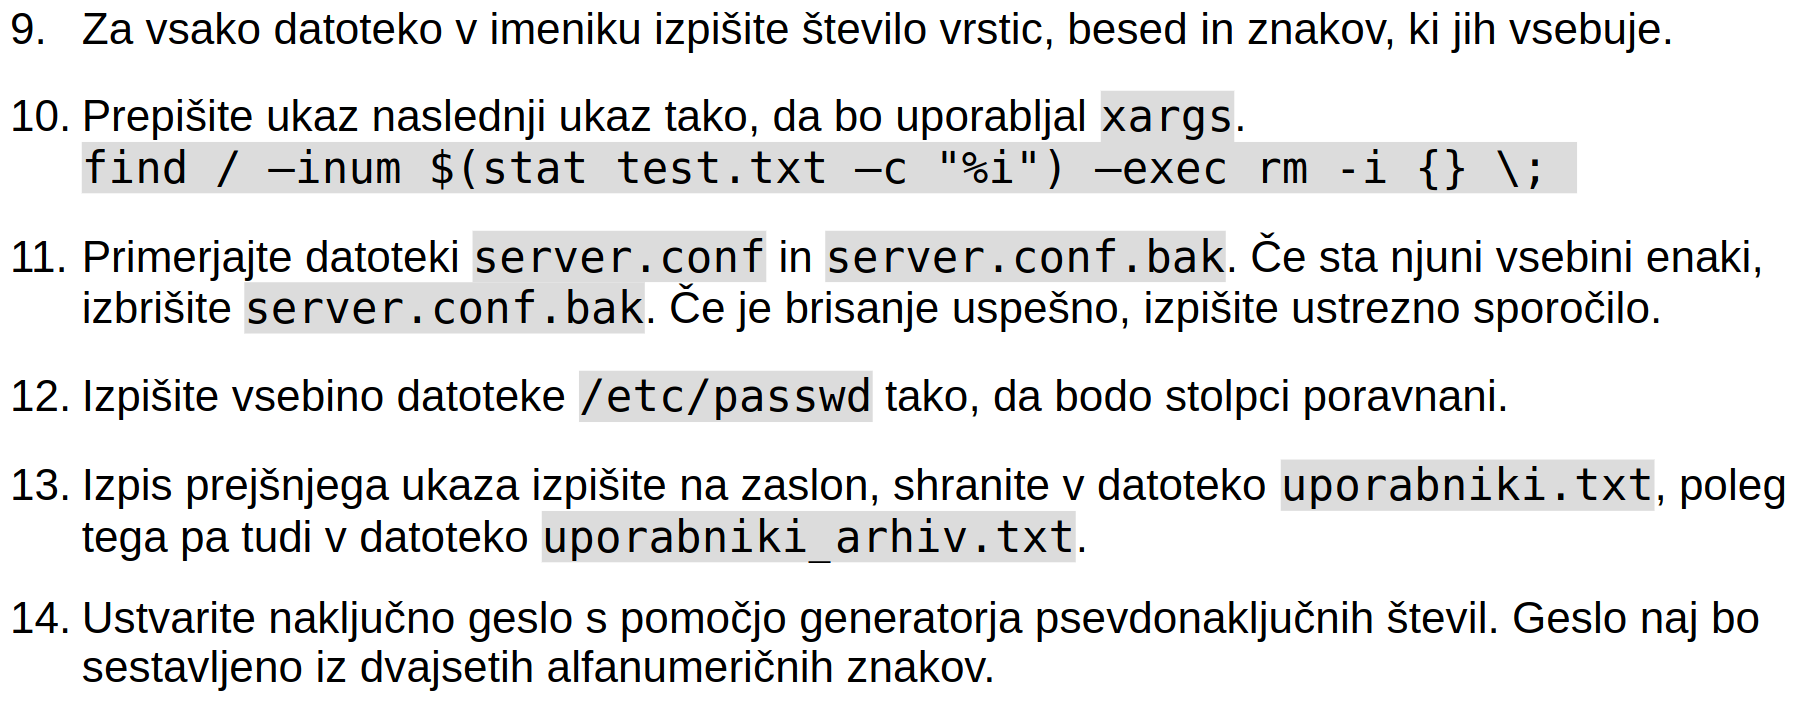 9. Za vsako datoteko v imeniku izpišite število vrstic, besed in znakov, ki jih vsebuje.
10. Prepišite ukaz naslednji ukaz tako, da bo uporabljal xargs.
find / –inum $(stat test.txt –c "%i") –exec rm -i {} \;
11. Primerjajte datoteki server.conf in server.conf.bak. Če sta njuni vsebini enaki,
izbrišite server.conf.bak. Če je brisanje uspešno, izpišite ustrezno sporočilo.
12. Izpišite vsebino datoteke /etc/passwd tako, da bodo stolpci poravnani.
13. Izpis prejšnjega ukaza izpišite na zaslon, shranite v datoteko uporabniki.txt, poleg
tega pa tudi v datoteko uporabniki_arhiv.txt.
14. Ustvarite naključno geslo s pomočjo generatorja psevdonaključnih števil. Geslo naj bo
sestavljeno iz dvajsetih alfanumeričnih znakov.